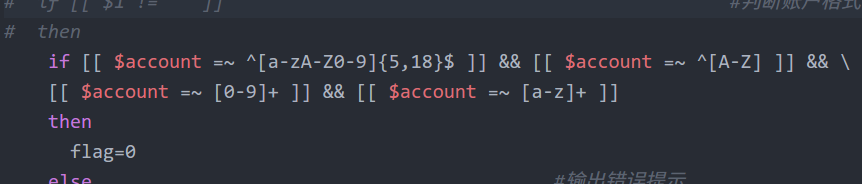 # if [[ $1 != "" ]] #判断账户格式
# then
if [[ $account =~ ^[a-zA-Z0-9]{5,18}$ ]] && [[ $account =~ ^[A-Z] ]] && \
[[ $account =~ [0-9]+ ]] && [[ $account =~ [a-z]+ ]]
then
flag=0
else #输出错误提示